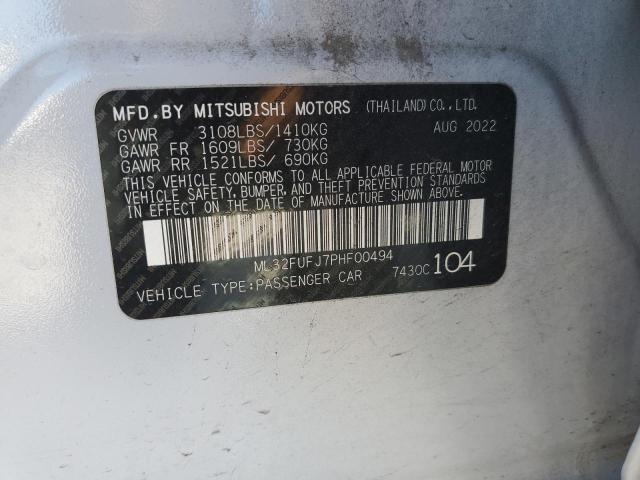 MFD.BY MITSUBISHI MOTORS (THAILAND) CO.,LTD.
GVWR 3108LBS/1410KG AUG 2022
GAWR FR 1609LBS/ 730KG
GAWR RR 1521LBS/ 690KG
THIS VEHICLE CONFORMS TO ALL APPLICABLE FEDERAL MOTOR
VEHICLE SAFETY, BUMPER, AND THEFT PREVENTION STANDARDS
IN EFFECT ON THE DATE OF MANUFACTURE SHOWN ABOVE.
ML32FUFJ7PHF00494
VEHICLE TYPE:PASSENGER CAR 7430C 104